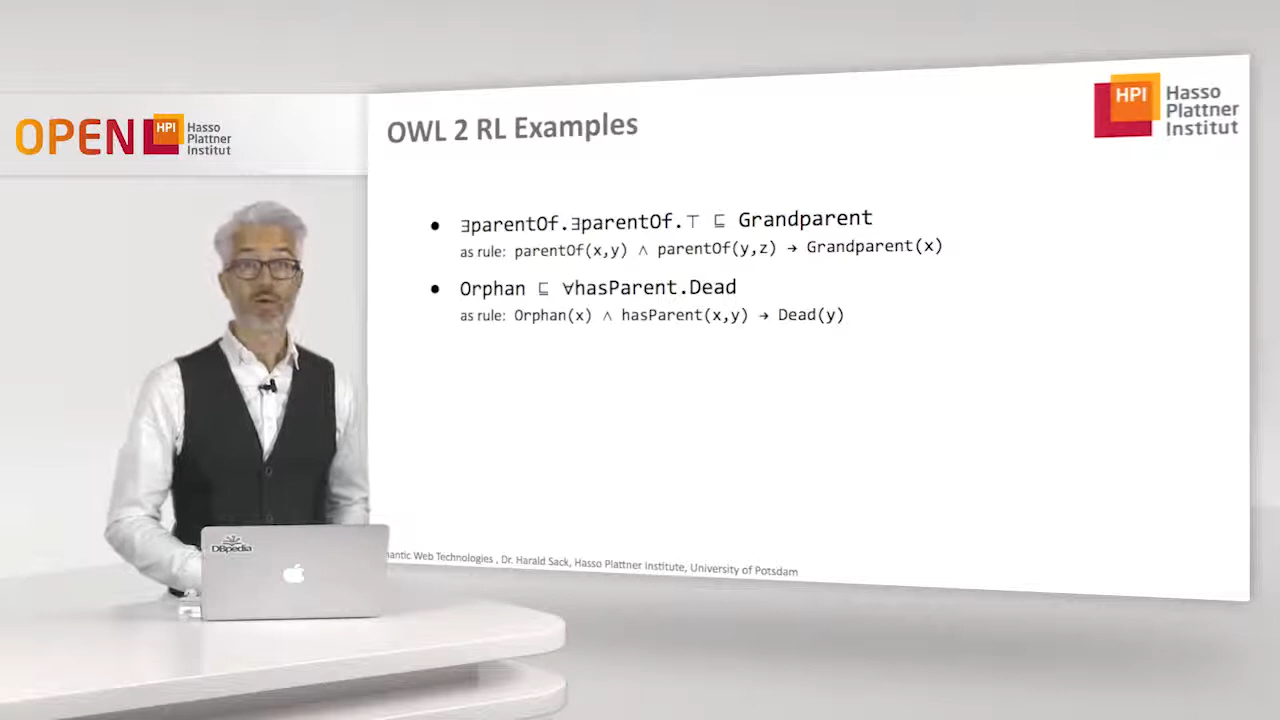 OPEN HPI Hasso
Plattner
Institut
HPI Hasso
Plattner
Institut
OWL 2 RL Examples
• ∃parentOf.∃parentOf.⊤ ⊑ Grandparent
as rule: parentOf(x,y) ∧ parentOf(y,z) → Grandparent(x)
• Orphan ⊑ ∀hasParent.Dead
as rule: Orphan(x) ∧ hasParent(x,y) → Dead(y)
DBpedia
mantic Web Technologies , Dr. Harald Sack, Hasso Plattner Institute, University of Potsdam